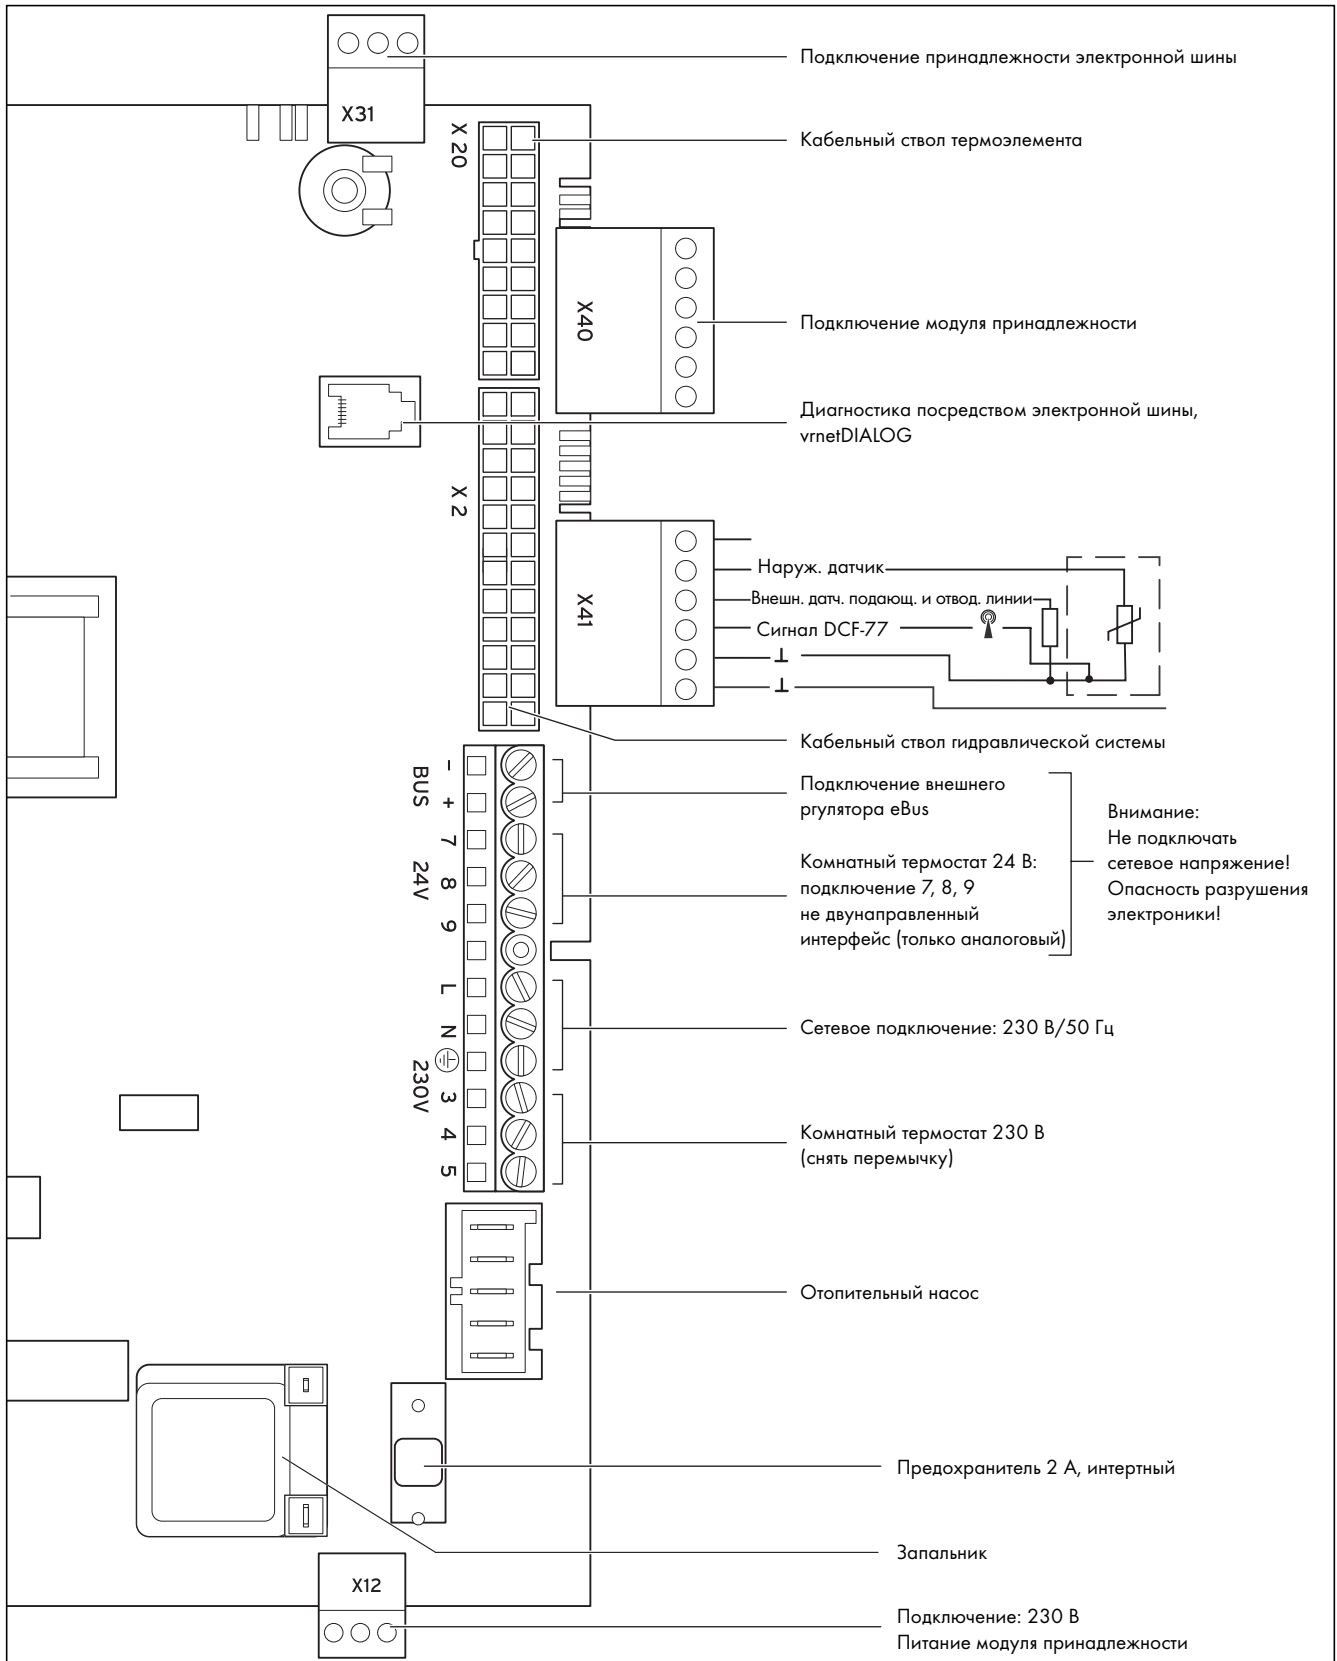 Подключение принадлежности электронной шины
X31
X 20
Кабельный ствол термоэлемента
X40
Подключение модуля принадлежности
Диагностика посредством электронной шины,
vrnetDIALOG
X 2
X41
Наруж. датчик
Внешн. датч. подающ. и отвод. линии
Сигнал DCF-77
Кабельный ствол гидравлической системы
BUS
- +
Подключение внешнего
ргулятора eBus
24V
7 8 9
Комнатный термостат 24 В:
подключение 7, 8, 9
не двунаправленный
интерфейс (только аналоговый)
Внимание:
Не подключать
сетевое напряжение!
Опасность разрушения
электроники!
L N
Сетевое подключение: 230 В/50 Гц
230V
3 4 5
Комнатный термостат 230 В
(снять перемычку)
Отопительный насос
Предохранитель 2 А, интертный
Запальник
X12
Подключение: 230 В
Питание модуля принадлежности